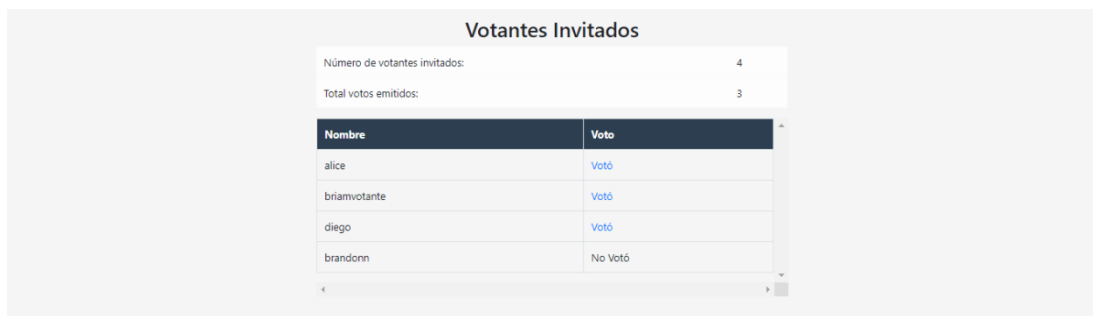 Votantes Invitados
Número de votantes invitados: 4
Total votos emitidos: 3
Nombre Voto
alice Votó
briamvotante Votó
diego Votó
brandonn No Votó